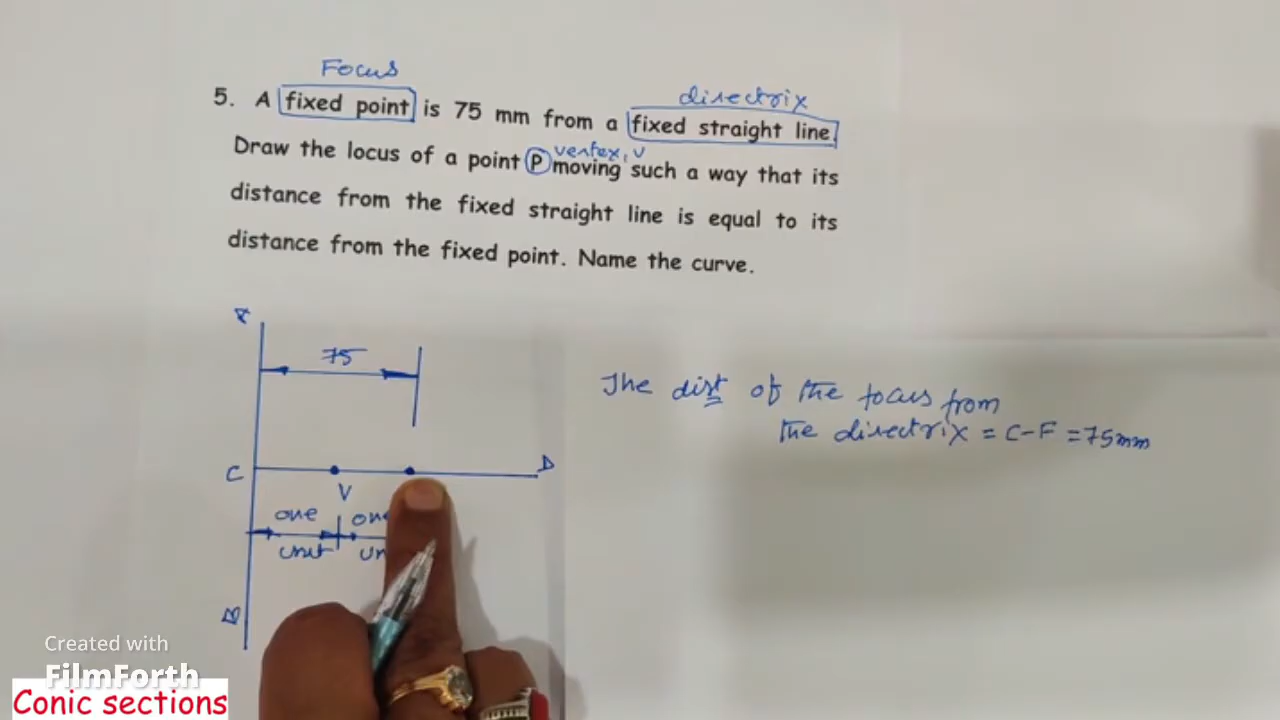 Focus
directrix
5. A fixed point is 75 mm from a fixed straight line.
vertex, V
Draw the locus of a point P moving such a way that its
distance from the fixed straight line is equal to its
distance from the fixed point. Name the curve.
A
75
The dist of the focus from
the directrix = C-F = 75mm
C
D
V
one
one
unit
B
Created with
FilmForth
Conic sections